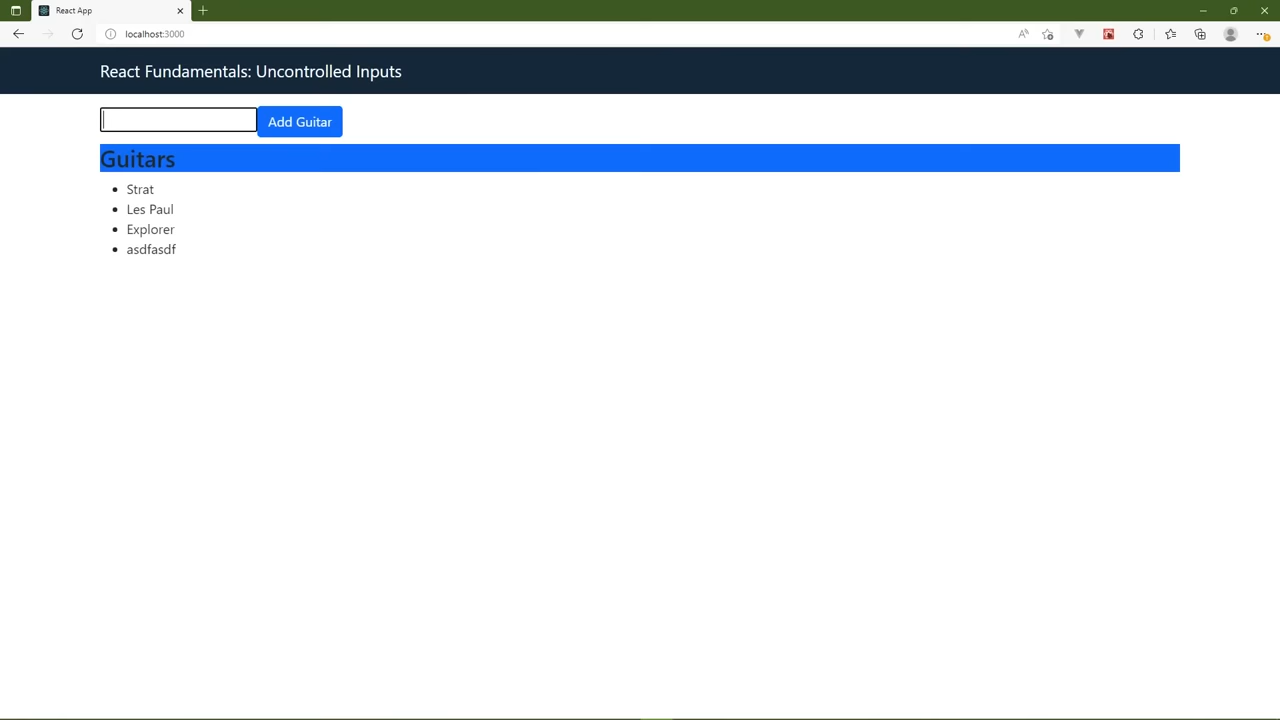 React App
localhost:3000
React Fundamentals: Uncontrolled Inputs
Add Guitar
Guitars
Strat
Les Paul
Explorer
asdfasdf